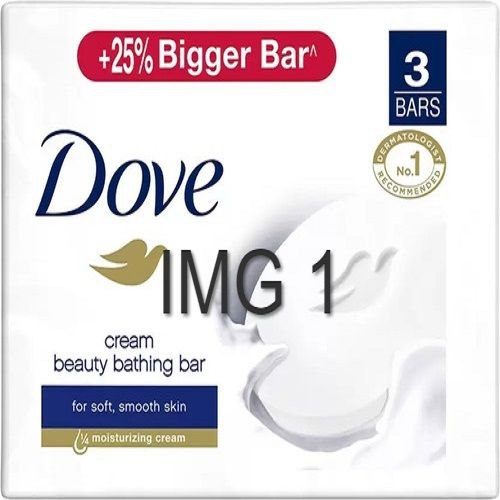 +25% Bigger Bar^
3
BARS
DERMATOLOGIST
No.1
RECOMMENDED
Dove
IMG 1
cream
beauty bathing bar
for soft, smooth skin
¼ moisturizing cream